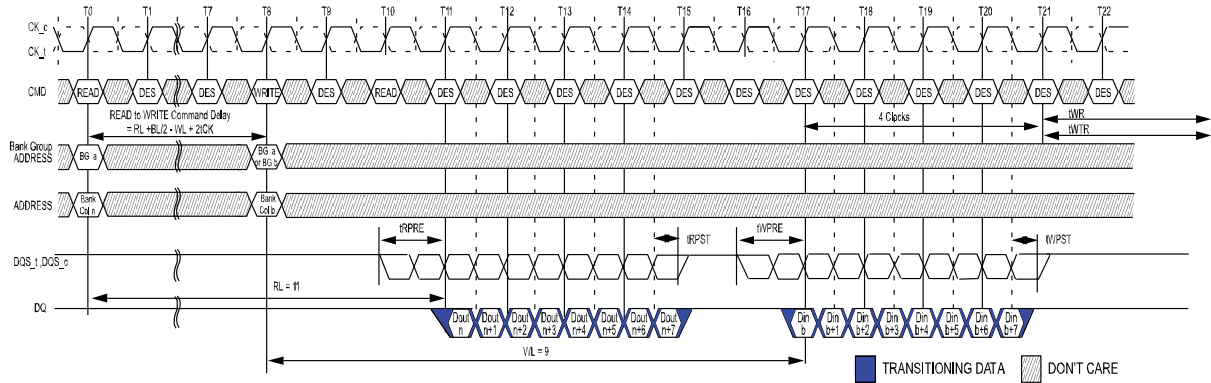 T0 T1 T7 T8 T9 T10 T11 T12 T13 T14 T15 T16 T17 T18 T19 T20 T21 T22
CK_c
CK_t
CMD READ DES DES WRITE DES READ DES DES DES DES DES DES DES DES DES DES DES DES
READ to WRITE Command Delay
= RL +BL/2 - WL + 2tCK
4 Clocks
tWR
tWTR
Bank Group
ADDRESS
BG a
BG a
or BG b
ADDRESS
Bank
Col n
Bank
Col b
tRPRE tRPST tWPRE tWPST
DQS_t ,DQS_c
RL = 11
DQ
Dout
n
Dout
n+1
Dout
n+2
Dout
n+3
Dout
n+4
Dout
n+5
Dout
n+6
Dout
n+7
Din
b
Din
b+1
Din
b+2
Din
b+3
Din
b+4
Din
b+5
Din
b+6
Din
b+7
WL = 9
TRANSITIONING DATA
DON'T CARE